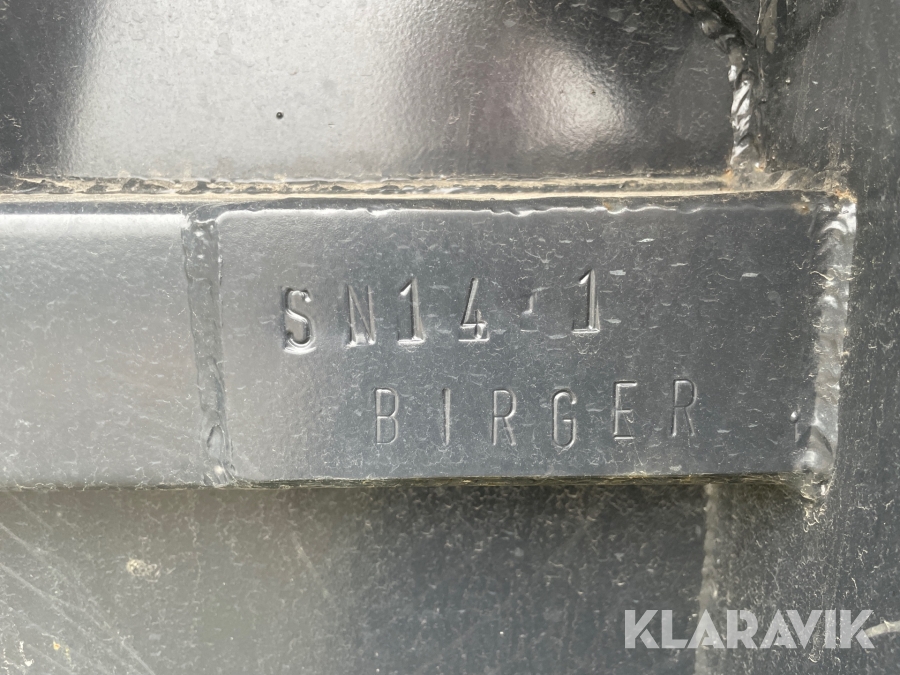 SN14-1
BIRGER
KLARAVIK